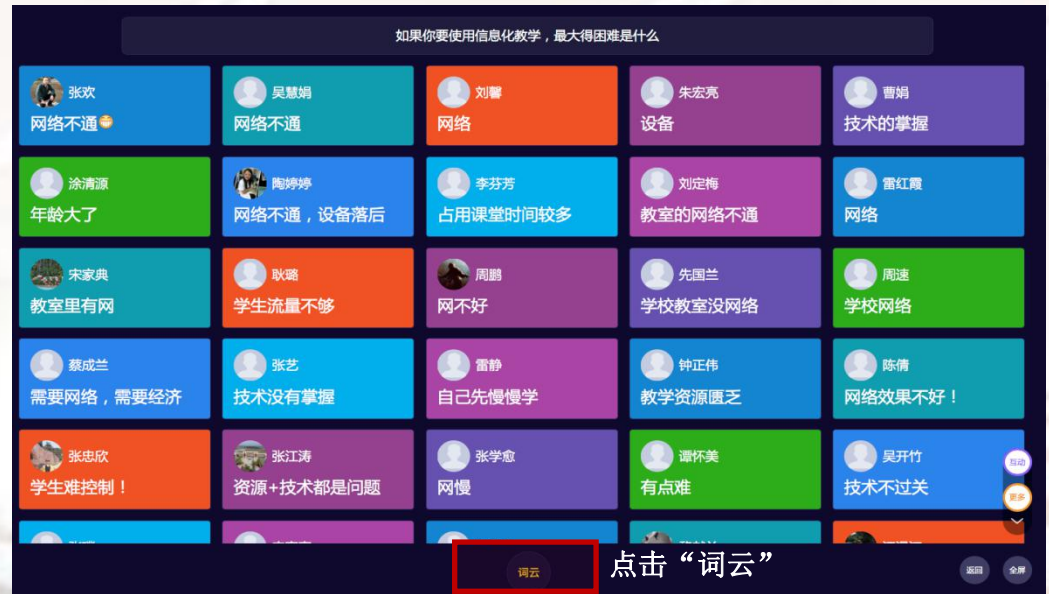 如果你要使用信息化教学，最大得困难是什么
张欢
网络不通
吴慧娟
网络不通
刘馨
网络
朱宏亮
设备
曹娟
技术的掌握
涂清源
年龄大了
陶婷婷
网络不通，设备落后
李芬芳
占用课堂时间较多
刘定梅
教室的网络不通
雷红霞
网络
宋家典
教室里有网
耿璐
学生流量不够
周鹏
网不好
先国兰
学校教室没网络
周速
学校网络
蔡成兰
需要网络，需要经济
张艺
技术没有掌握
雷静
自己先慢慢学
钟正伟
教学资源匮乏
陈倩
网络效果不好！
张忠欣
学生难控制！
张江涛
资源+技术都是问题
张学愈
网慢
谭怀美
有点难
吴开竹
技术不过关
互动
更多
词云
点击“词云”
返回
全屏